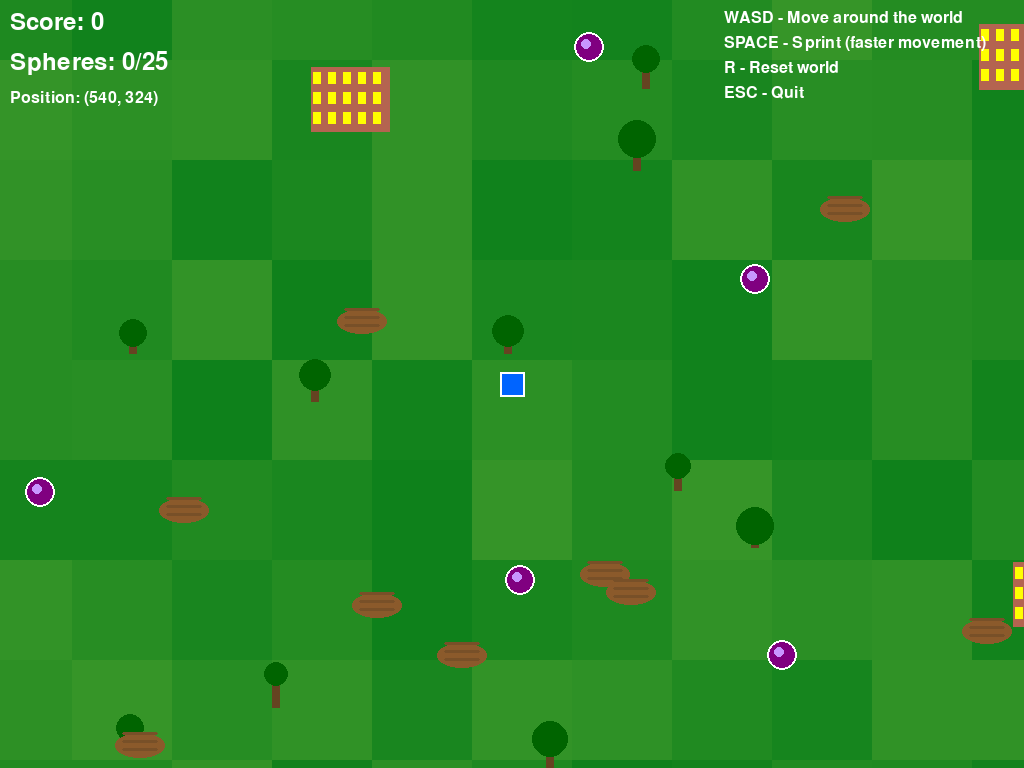 Score: 0
Spheres: 0/25
Position: (540, 324)
WASD - Move around the world
SPACE - Sprint (faster movement)
R - Reset world
ESC - Quit